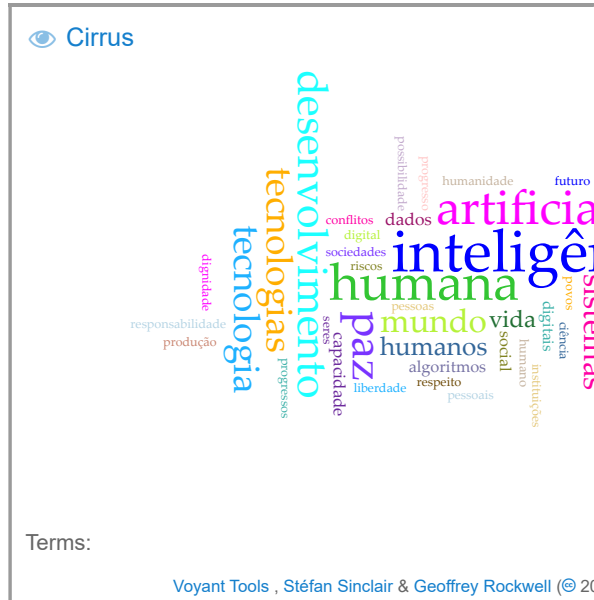 Cirrus
desenvolvimento
possibilidade
progresso
humanidade
futuro
tecnologias
artificia
conflitos
dados
tecnologia
digital
inteligê
sociedades
riscos
humana
dignidade
sistemas
povos
pessoas
digitais
responsabilidade
seres
paz
mundo
vida
ciência
produção
capacidade
humanos
social
humano
progressos
algoritmos
instituições
liberdade
respeito
pessoais
Terms:
Voyant Tools , Stéfan Sinclair & Geoffrey Rockwell (© 20